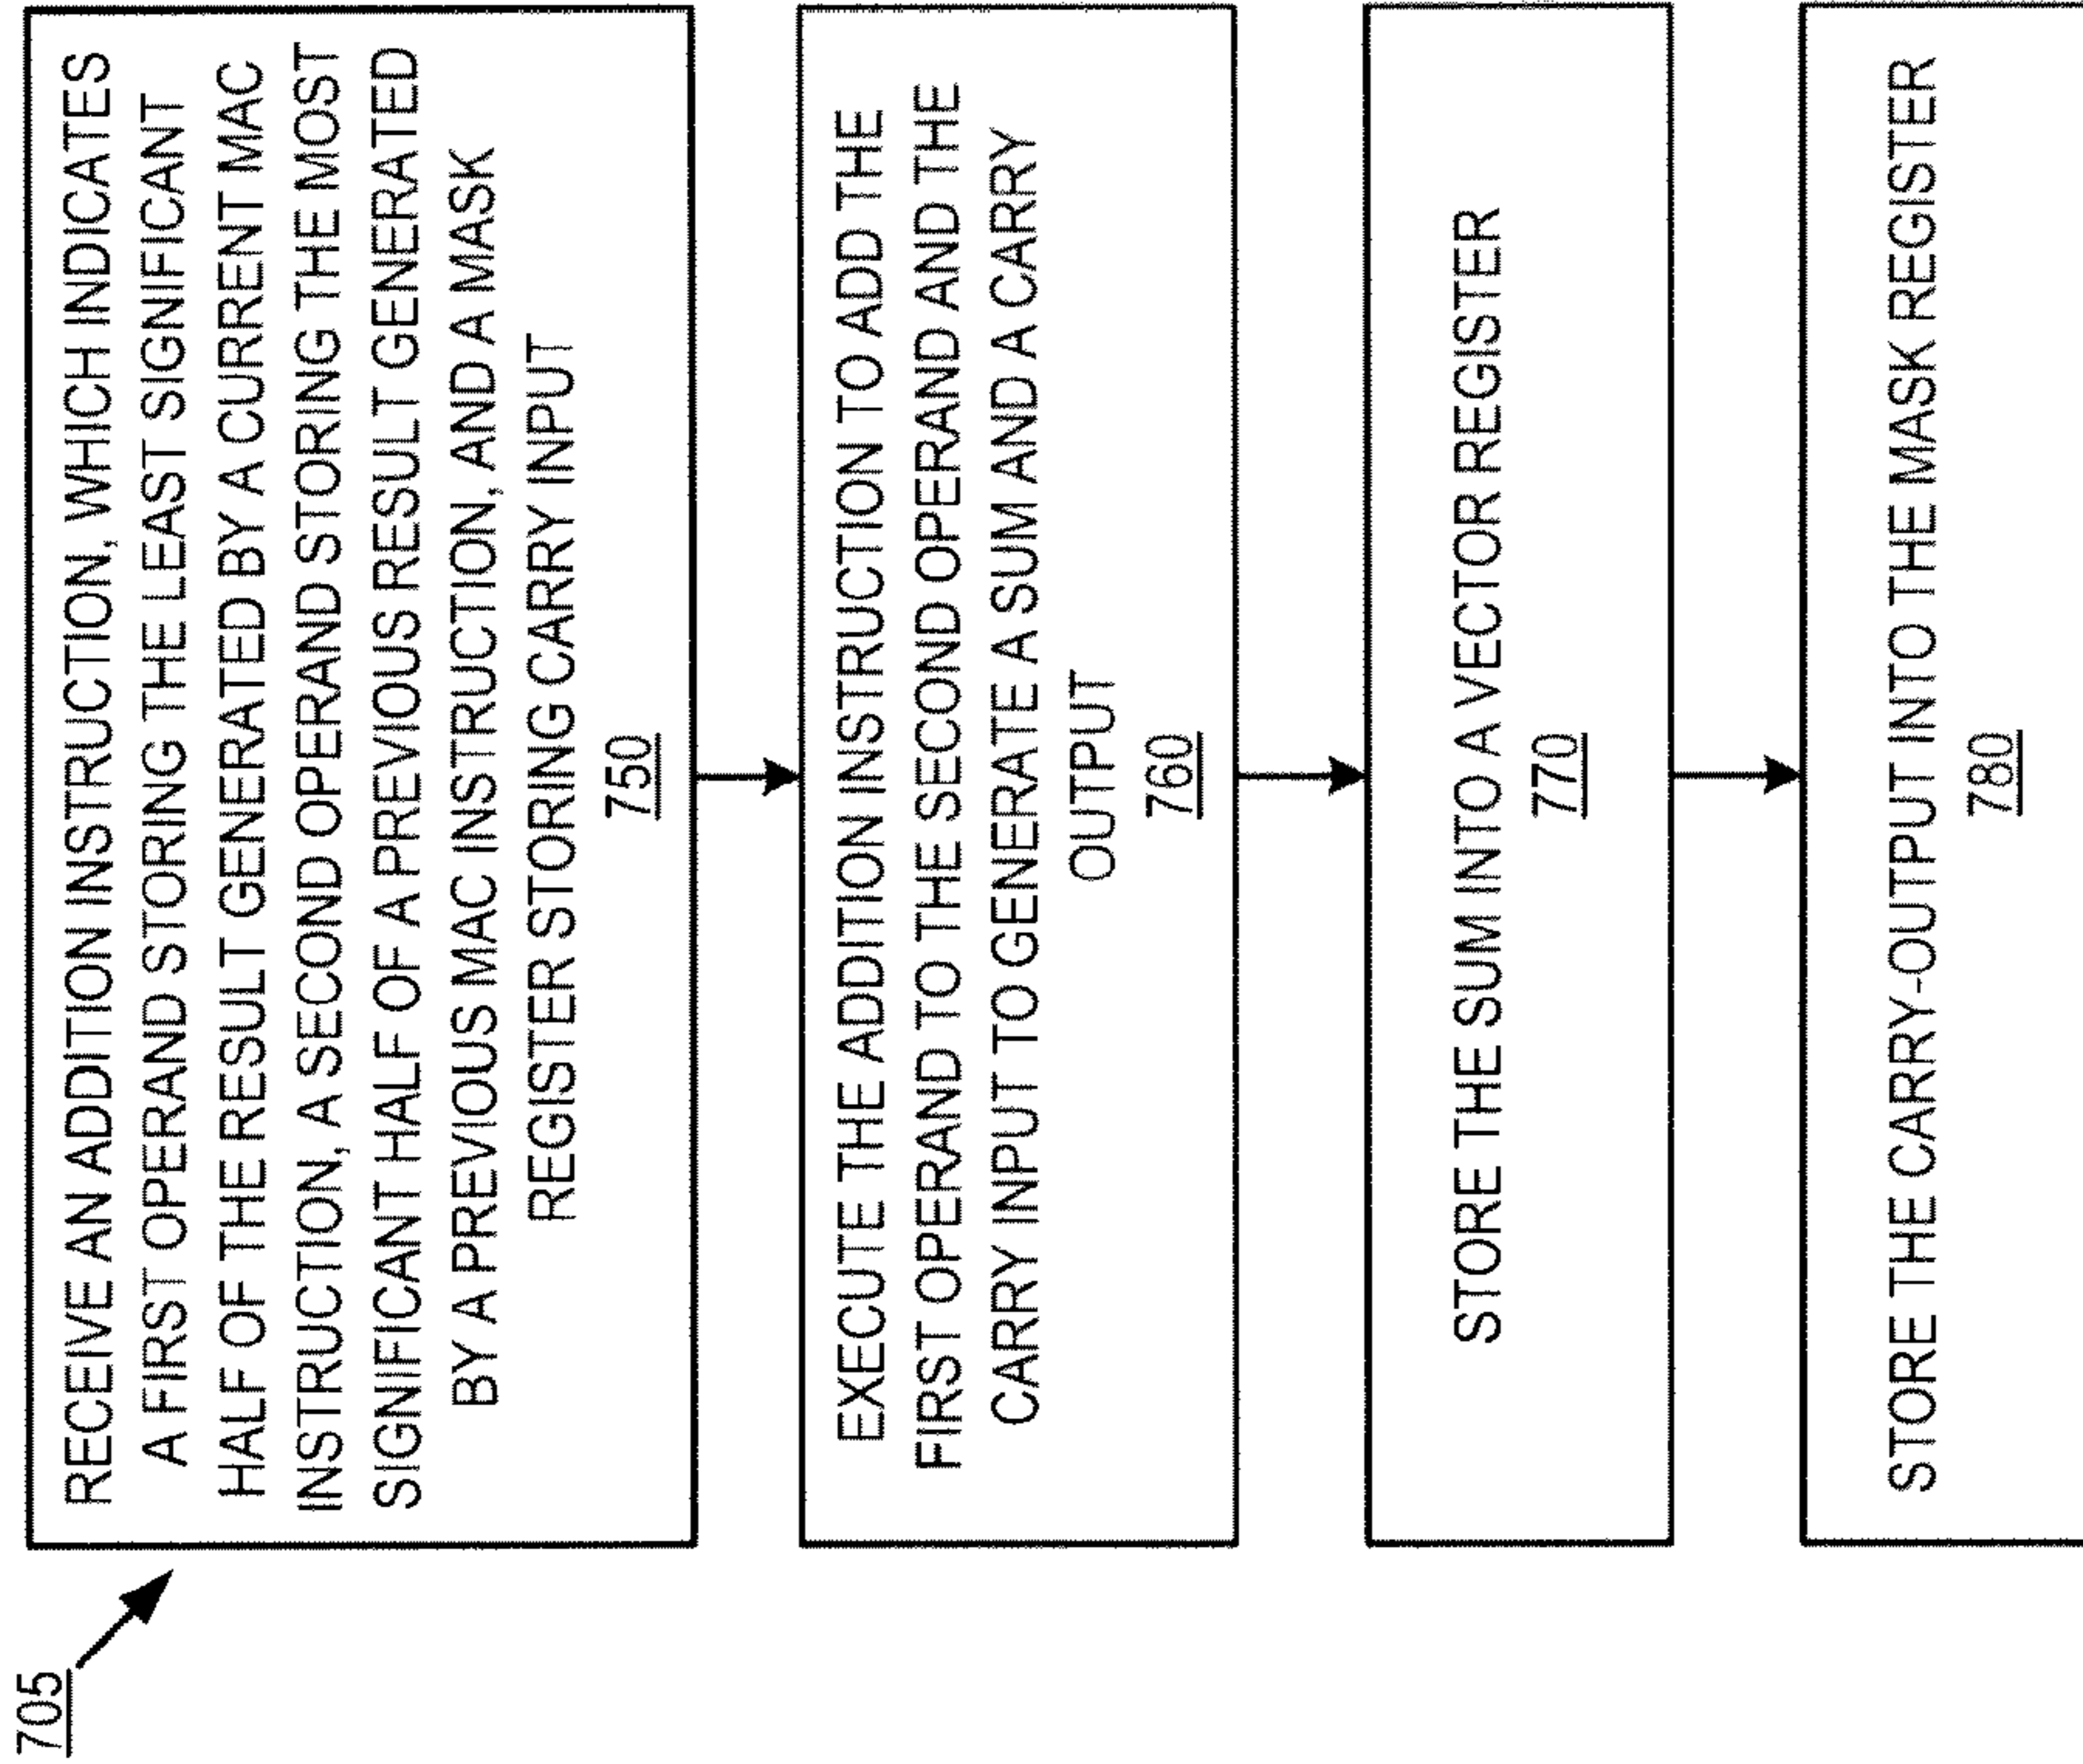 705
RECEIVE AN ADDITION INSTRUCTION, WHICH INDICATES
A FIRST OPERAND STORING THE LEAST SIGNIFICANT
HALF OF THE RESULT GENERATED BY A CURRENT MAC
INSTRUCTION, A SECOND OPERAND STORING THE MOST
SIGNIFICANT HALF OF A PREVIOUS RESULT GENERATED
BY A PREVIOUS MAC INSTRUCTION, AND A MASK
REGISTER STORING CARRY INPUT
750
EXECUTE THE ADDITION INSTRUCTION TO ADD THE
FIRST OPERAND TO THE SECOND OPERAND AND THE
CARRY INPUT TO GENERATE A SUM AND A CARRY
OUTPUT
760
STORE THE SUM INTO A VECTOR REGISTER
770
STORE THE CARRY-OUTPUT INTO THE MASK REGISTER
780